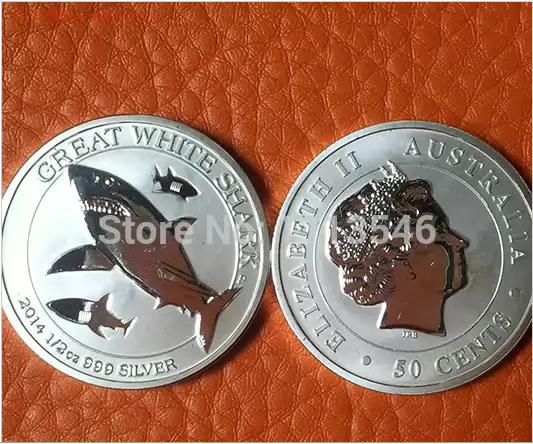 GREAT WHITE SHARK
2014 1/2oz 999 SILVER
ELIZABETH II AUSTRALIA
50 CENTS
IRB
Store No: 3546